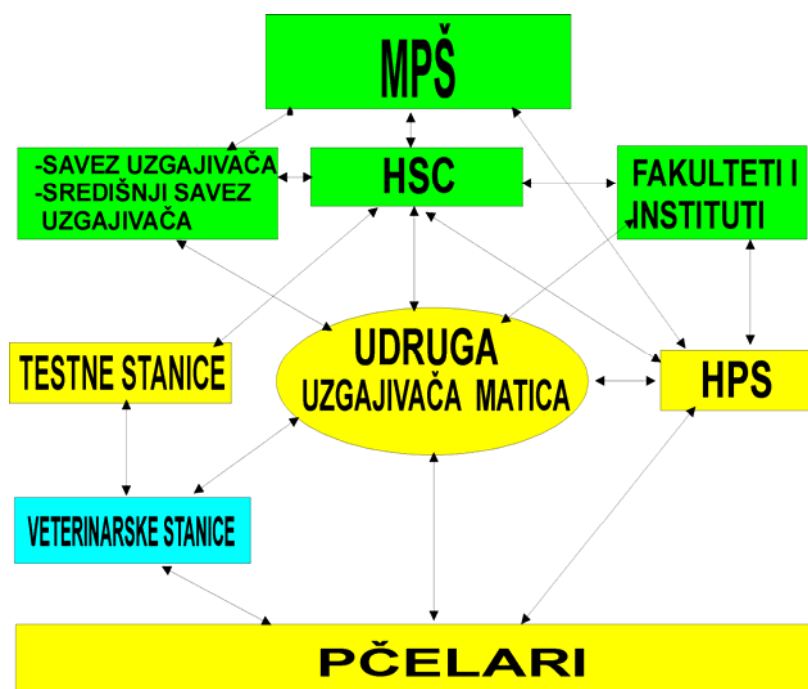 MPŠ
-SAVEZ UZGAJIVAČA
-SREDIŠNJI SAVEZ
UZGAJIVAČA
HSC
FAKULTETI I
INSTITUTI
TESTNE STANICE
UDRUGA
UZGAJIVAČA MATICA
HPS
VETERINARSKE STANICE
PČELARI